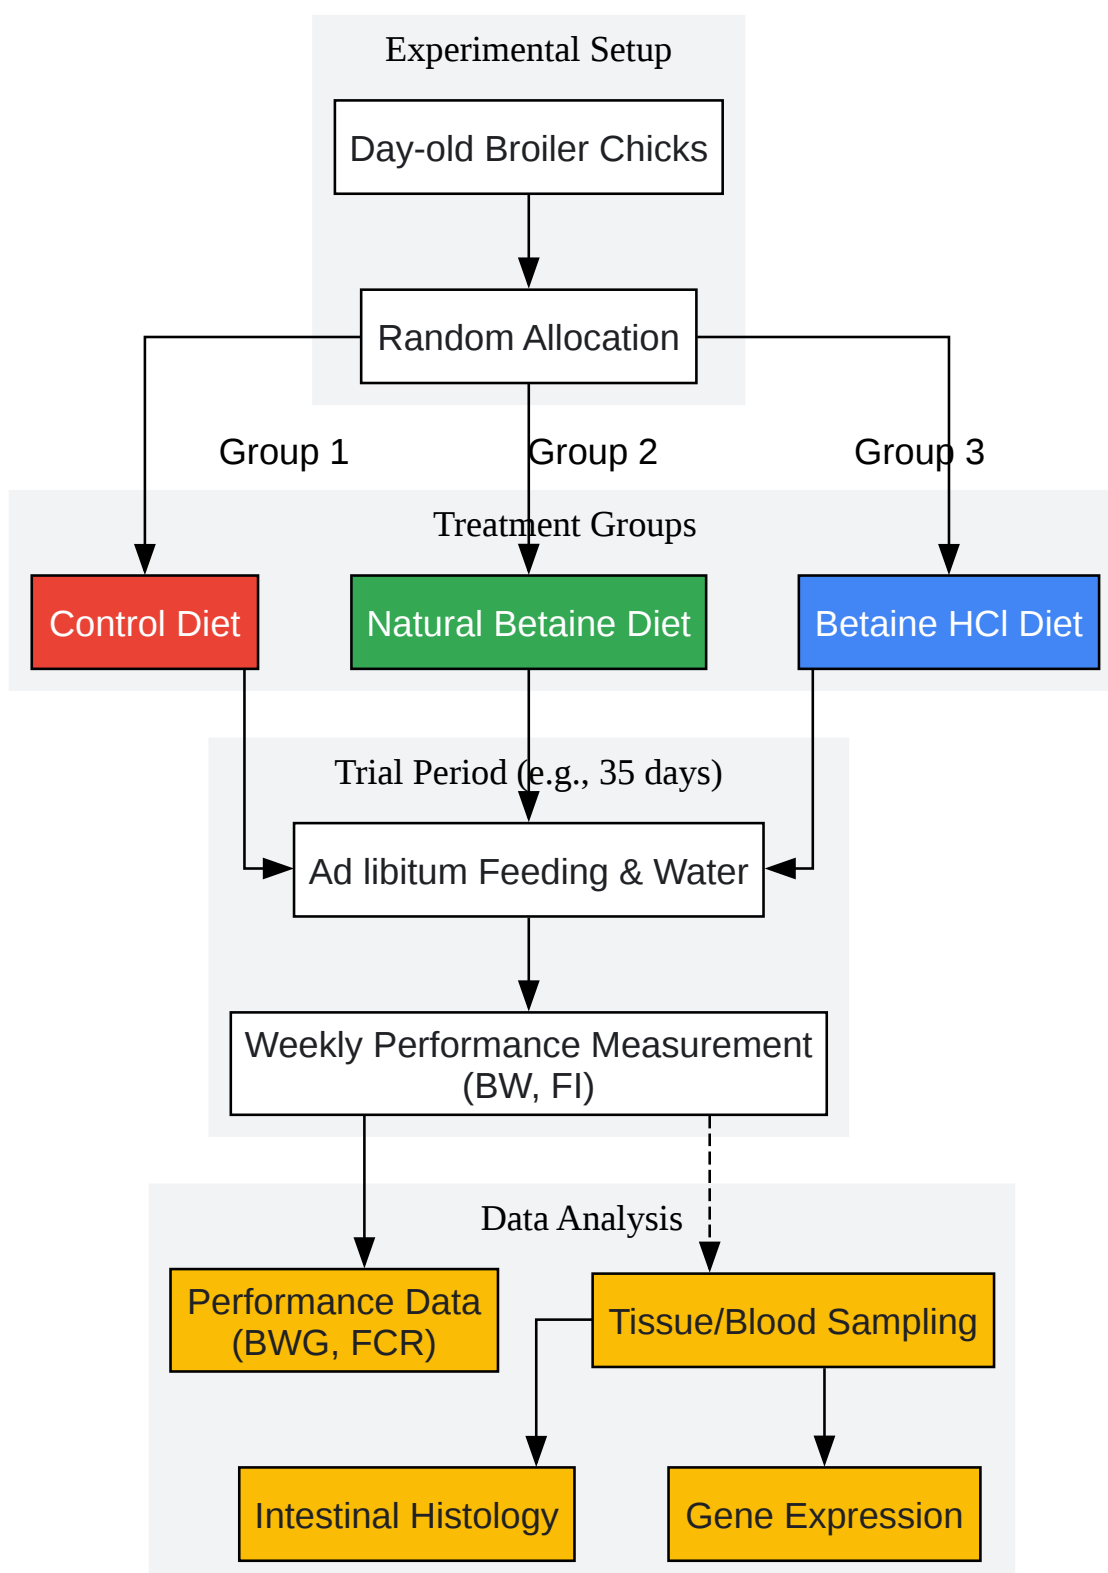 Experimental Setup
Day-old Broiler Chicks
Random Allocation
Group 1
Group 2
Group 3
Treatment Groups
Control Diet
Natural Betaine Diet
Betaine HCl Diet
Trial Period (e.g., 35 days)
Ad libitum Feeding & Water
Weekly Performance Measurement
(BW, FI)
Data Analysis
Performance Data
(BWG, FCR)
Tissue/Blood Sampling
Intestinal Histology
Gene Expression